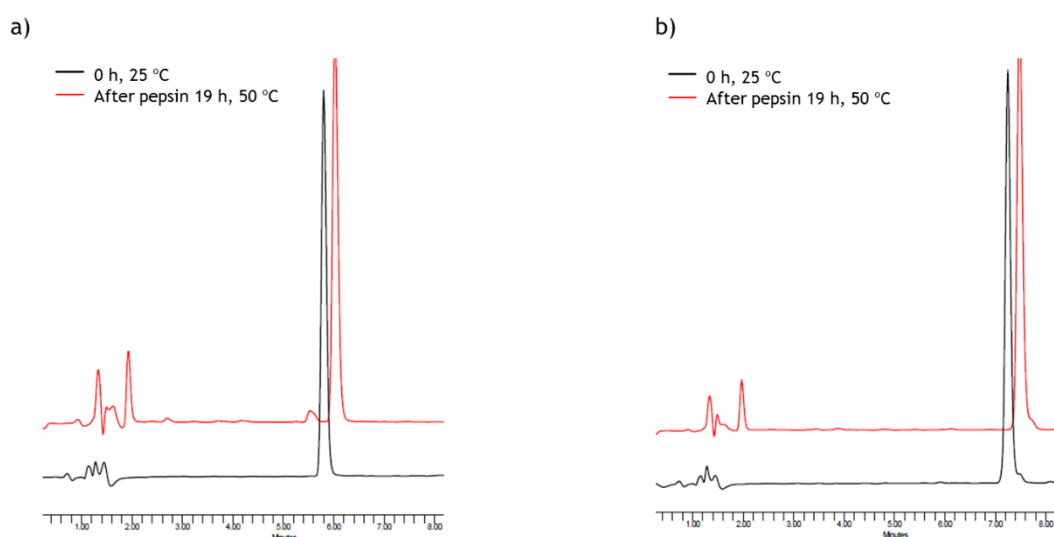 a)
0 h, 25 °C
After pepsin 19 h, 50 °C
1.00 2.00 3.00 4.00 5.00 6.00 7.00 8.00
Minutes
b)
0 h, 25 °C
After pepsin 19 h, 50 °C
1.00 2.00 3.00 4.00 5.00 6.00 7.00 8.00
Minutes